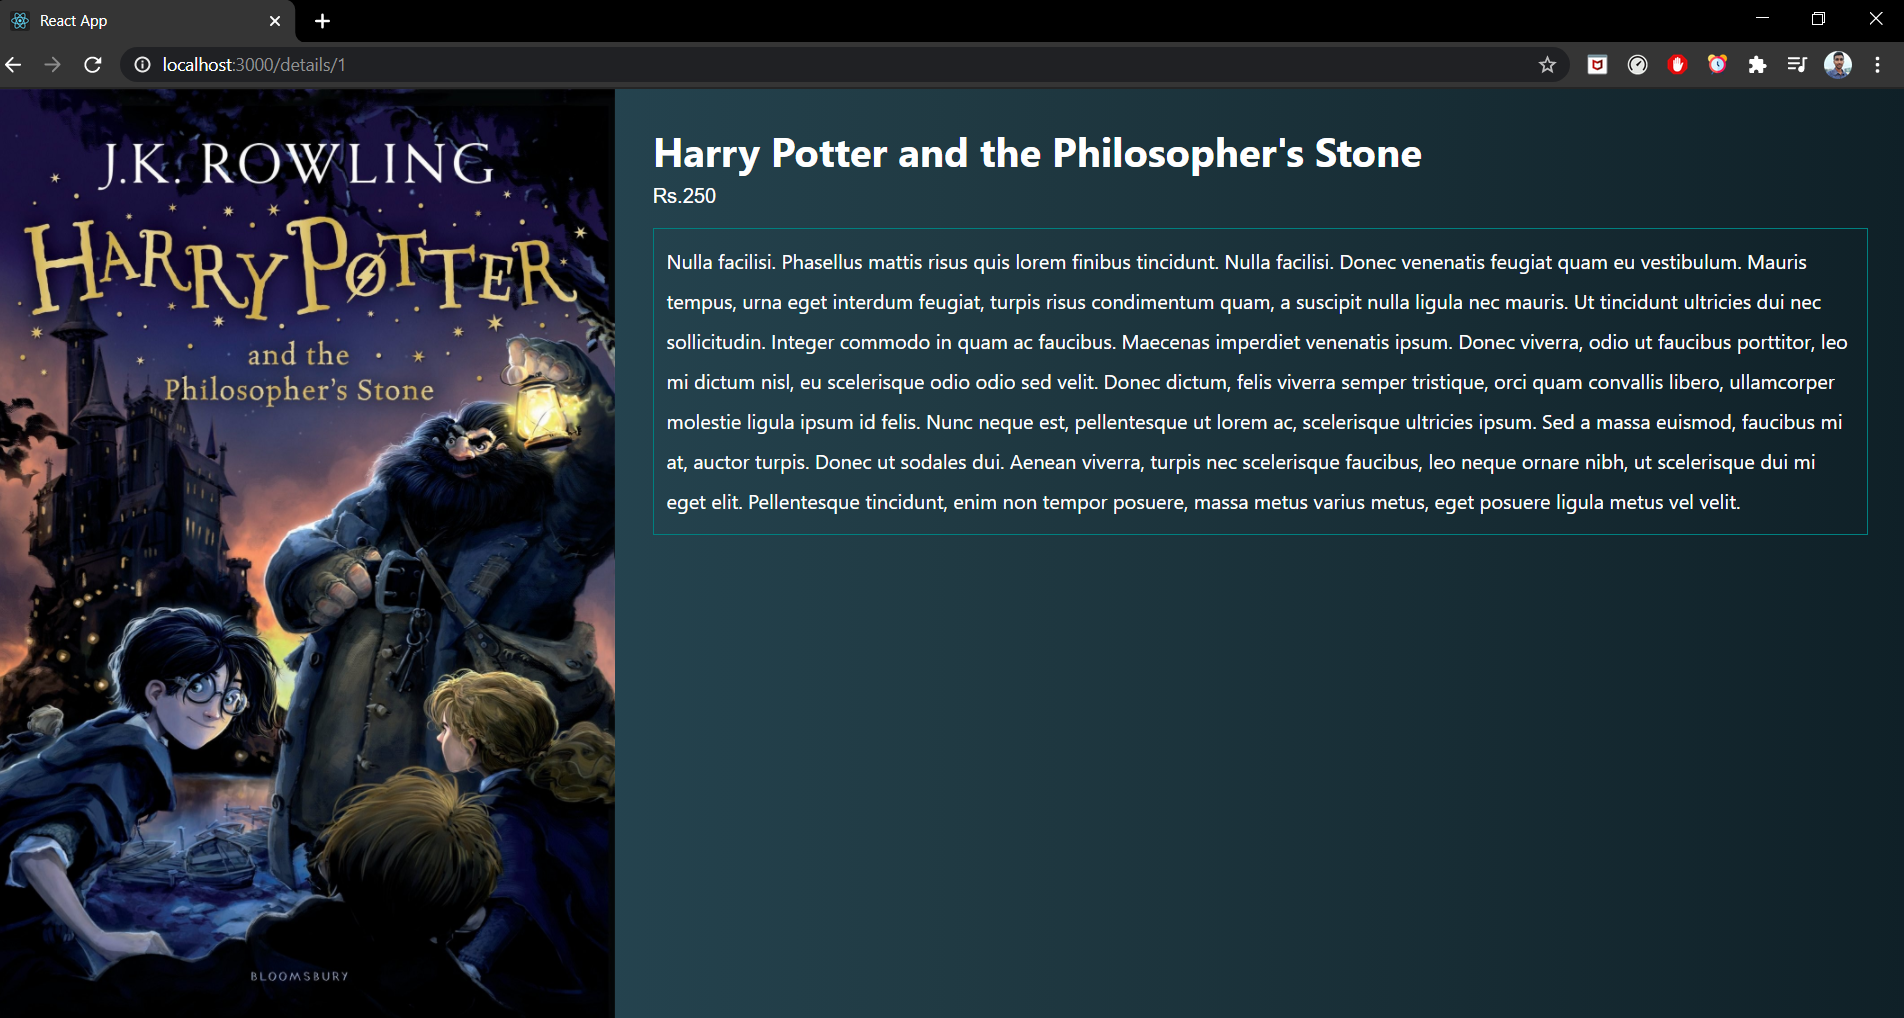 React App
localhost:3000/details/1
J.K. ROWLING
HARRY POTTER
and the
Philosopher's Stone
BLOOMSBURY
Harry Potter and the Philosopher's Stone
Rs.250
Nulla facilisi. Phasellus mattis risus quis lorem finibus tincidunt. Nulla facilisi. Donec venenatis feugiat quam eu vestibulum. Mauris
tempus, urna eget interdum feugiat, turpis risus condimentum quam, a suscipit nulla ligula nec mauris. Ut tincidunt ultricies dui nec
sollicitudin. Integer commodo in quam ac faucibus. Maecenas imperdiet venenatis ipsum. Donec viverra, odio ut faucibus porttitor, leo
mi dictum nisl, eu scelerisque odio odio sed velit. Donec dictum, felis viverra semper tristique, orci quam convallis libero, ullamcorper
molestie ligula ipsum id felis. Nunc neque est, pellentesque ut lorem ac, scelerisque ultricies ipsum. Sed a massa euismod, faucibus mi
at, auctor turpis. Donec ut sodales dui. Aenean viverra, turpis nec scelerisque faucibus, leo neque ornare nibh, ut scelerisque dui mi
eget elit. Pellentesque tincidunt, enim non tempor posuere, massa metus varius metus, eget posuere ligula metus vel velit.